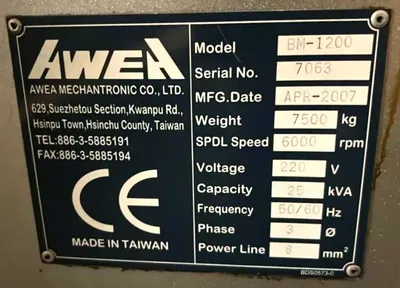 AWEA
AWEA MECHANTRONIC CO., LTD.
629,Suezhetou Section,Kwanpu Rd.,
Hsinpu Town,Hsinchu County, Taiwan
TEL:886-3-5885191
FAX:886-3-5885194
CE
MADE IN TAIWAN
Model BM-1200
Serial No. 7063
MFG.Date APR-2007
Weight 7500 kg
SPDL Speed 6000 rpm
Voltage 220 V
Capacity 25 kVA
Frequency 50/60 Hz
Phase 3 Ø
Power Line 8 mm²
BDS0573-0